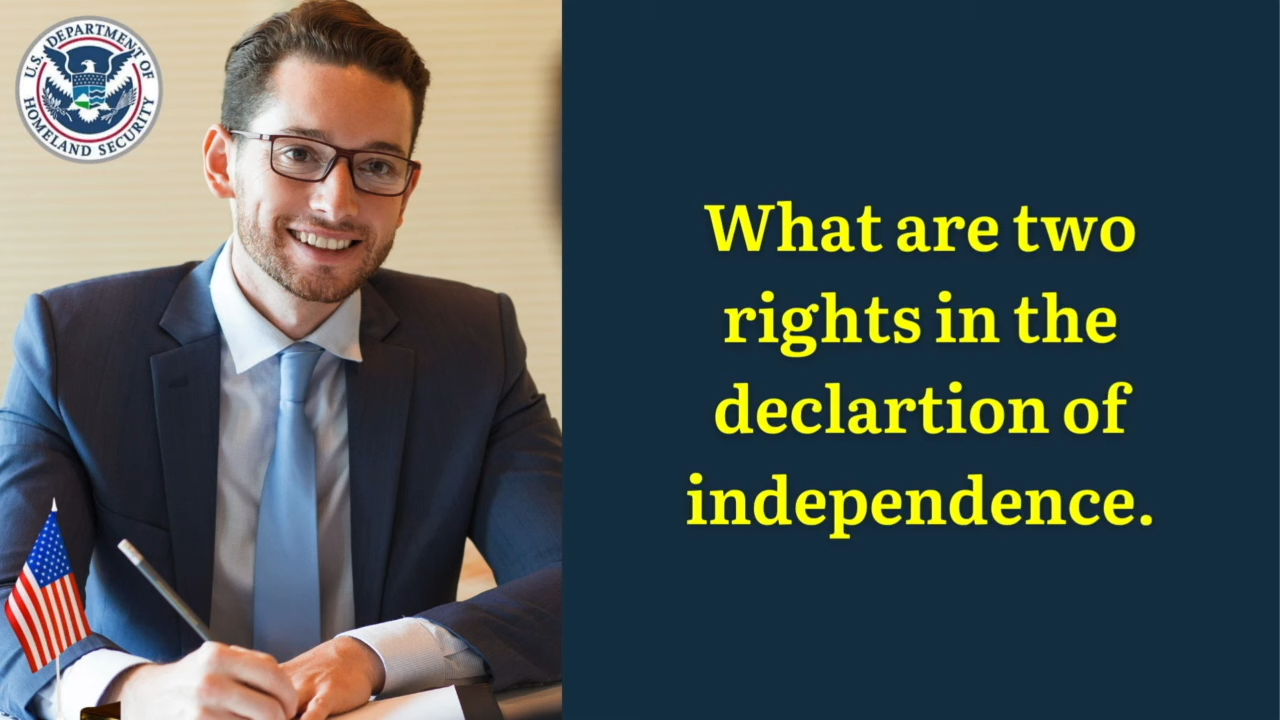 U.S. DEPARTMENT OF
HOMELAND SECURITY
What are two
rights in the
declartion of
independence.